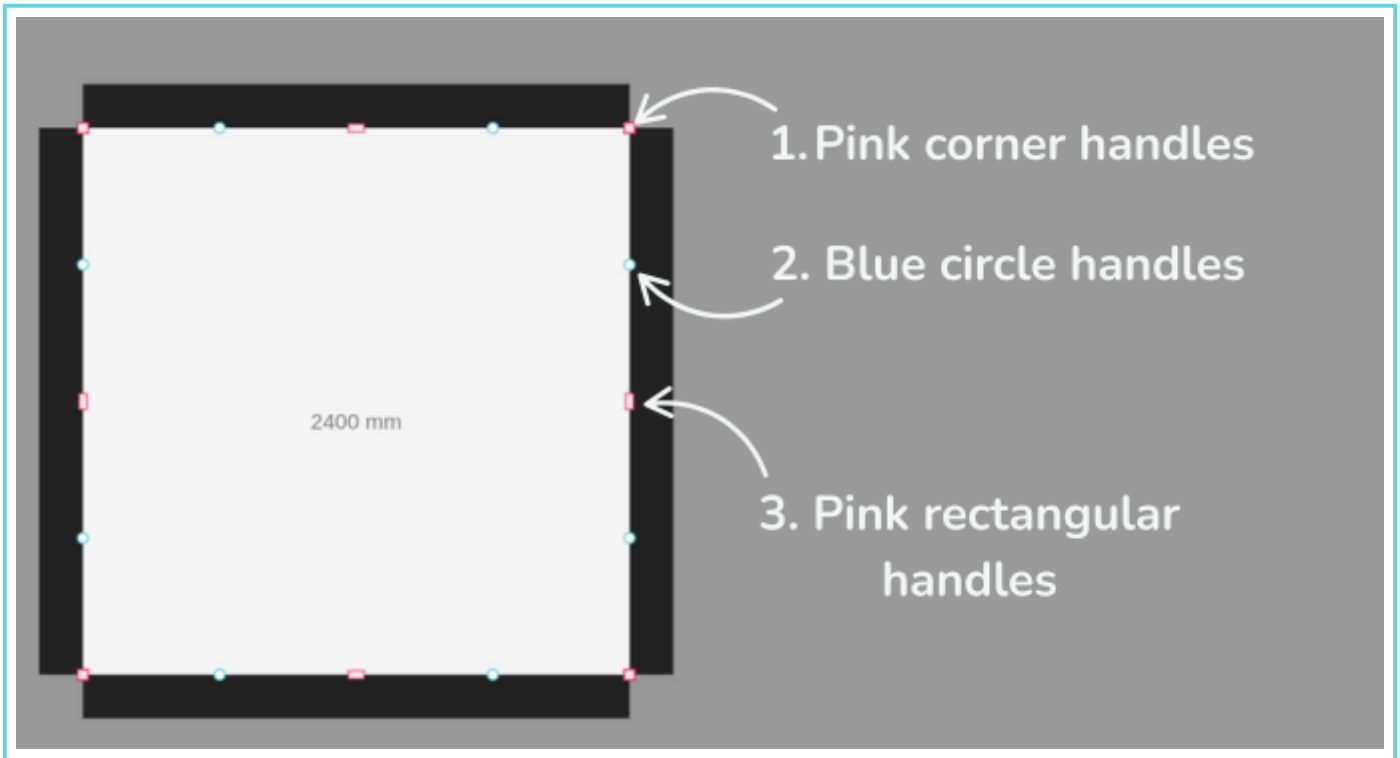 1. Pink corner handles
2. Blue circle handles
2400 mm
3. Pink rectangular
handles